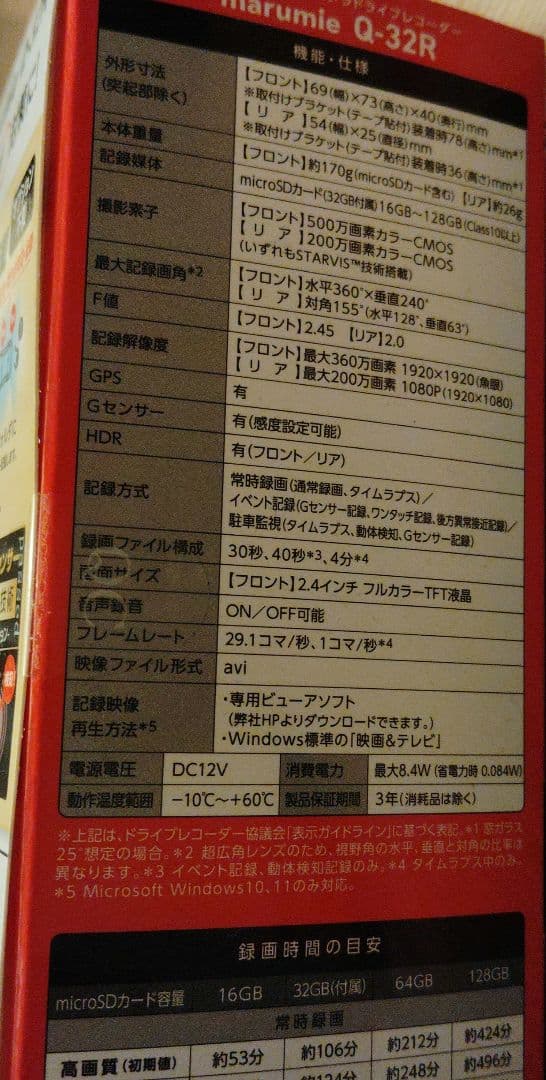 ドライブレコーダー
marumie Q-32R
機能・仕様
外形寸法
(突起部除く)
【フロント】69(幅)×73(高さ)×40(奥行)mm
※取付けブラケット(テープ貼付)装着時78(高さ)mm*1
【リア】54(幅)×25(直径)mm
※取付けブラケット(テープ貼付)装着時36(高さ)mm*1
本体重量
【フロント】約170g(microSDカード含む) 【リア】約26g
記録媒体
microSDカード(32GB付属)16GB~128GB(Class10以上)
撮影素子
【フロント】500万画素カラーCMOS
【リア】200万画素カラーCMOS
(いずれもSTARVIS™技術搭載)
最大記録画角*2
【フロント】水平360°×垂直240°
【リア】対角155°(水平128°、垂直63°)
F値
【フロント】2.45 【リア】2.0
記録解像度
【フロント】最大360万画素 1920×1920(魚眼)
【リア】最大200万画素 1080P(1920×1080)
GPS
有
Gセンサー
有(感度設定可能)
HDR
有(フロント/リア)
記録方式
常時録画(通常録画、タイムラプス)/
イベント記録(Gセンサー記録、ワンタッチ記録、後方異常接近記録)/
駐車監視(タイムラプス、動体検知、Gセンサー記録)
録画ファイル構成
30秒、40秒*3、4分*4
画面サイズ
【フロント】2.4インチ フルカラーTFT液晶
音声録音
ON/OFF可能
フレームレート
29.1コマ/秒、1コマ/秒*4
映像ファイル形式
avi
記録映像
再生方法*5
・専用ビューアソフト
(弊社HPよりダウンロードできます。)
・Windows標準の「映画&テレビ」
電源電圧 DC12V 消費電力 最大8.4W(省電力時 0.084W)
動作温度範囲 −10℃~+60℃ 製品保証期間 3年(消耗品は除く)
※上記は、ドライブレコーダー協議会「表示ガイドライン」に基づく表記。*1 窓ガラス
25°想定の場合。*2 超広角レンズのため、視野角の水平、垂直と対角の比率は
異なります。*3 イベント記録、動体検知記録のみ。*4 タイムラプス中のみ。
*5 Microsoft Windows10、11のみ対応。
録画時間の目安
microSDカード容量 16GB 32GB(付属) 64GB 128GB
常時録画
高画質(初期値) 約53分 約106分 約212分 約424分
約248分 約496分